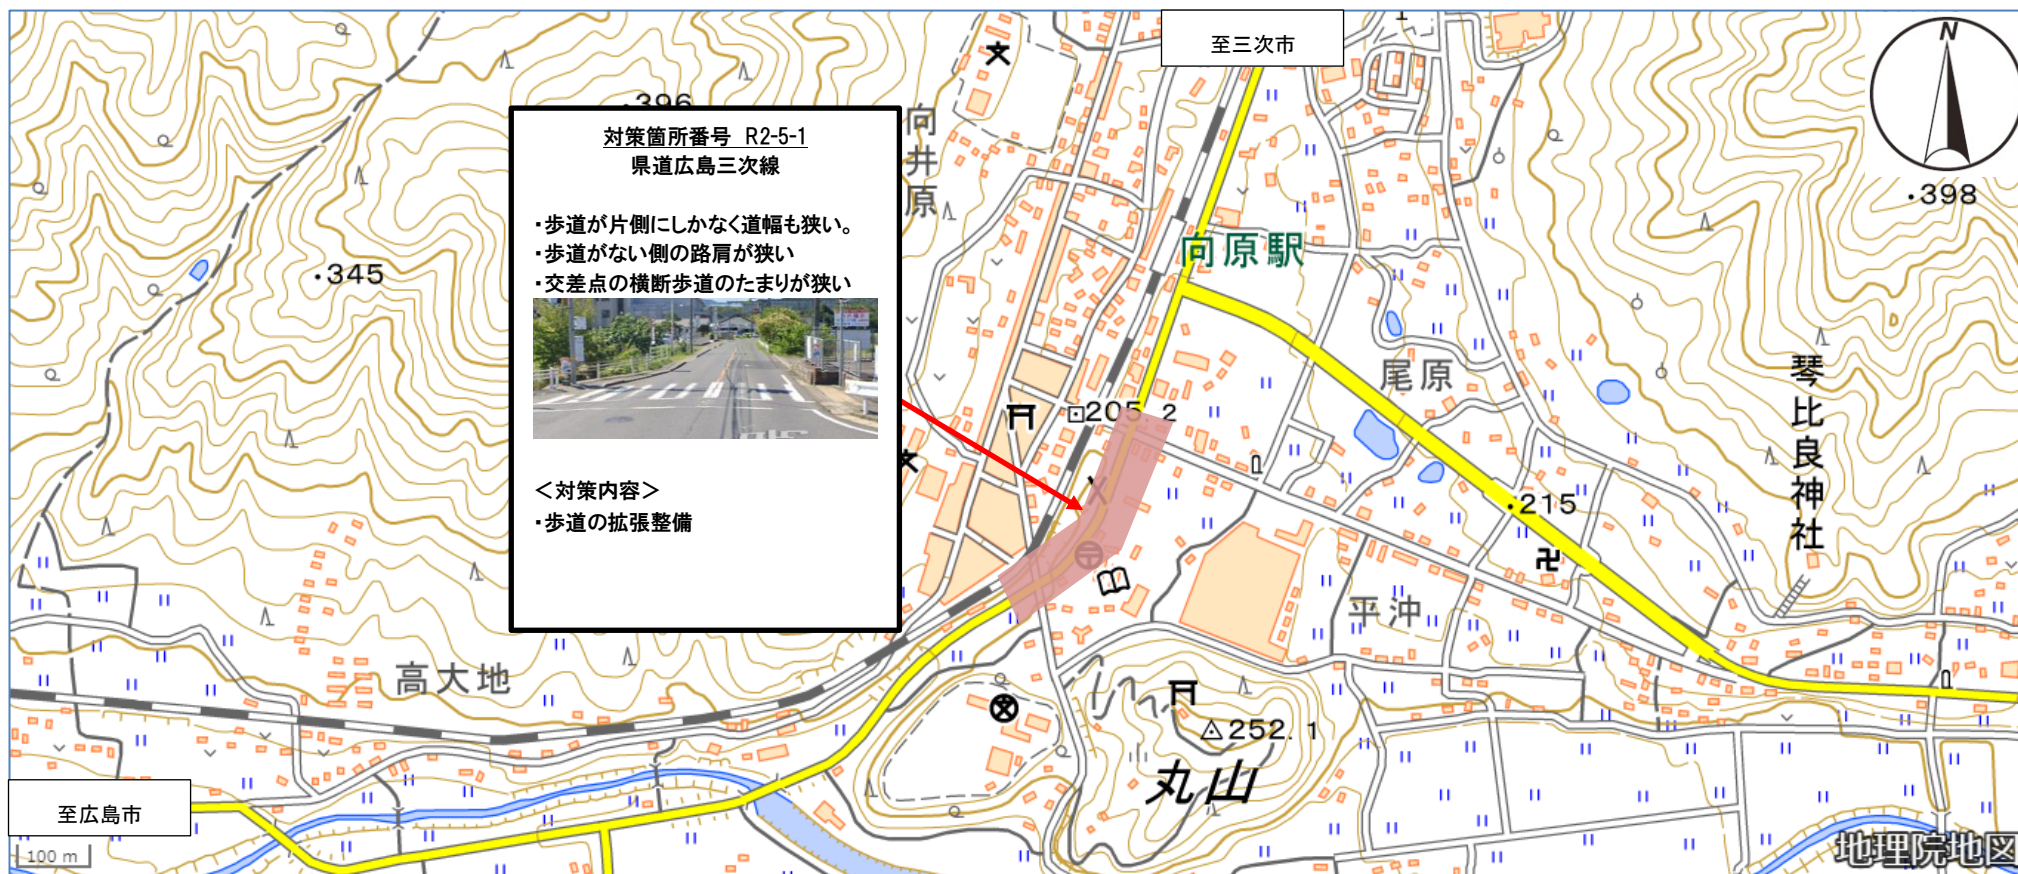 至三次市
N
・396
対策箇所番号 R2-5-1
県道広島三次線
・歩道が片側にしかなく道幅も狭い。
・歩道がない側の路肩が狭い
・交差点の横断歩道のたまりが狭い
＜対策内容＞
・歩道の拡張整備
向井原
・398
・345
向原駅
尾原
琴比良神社
205.2
・215
平沖
高大地
252.1
丸山
至広島市
100 m
地理院地図